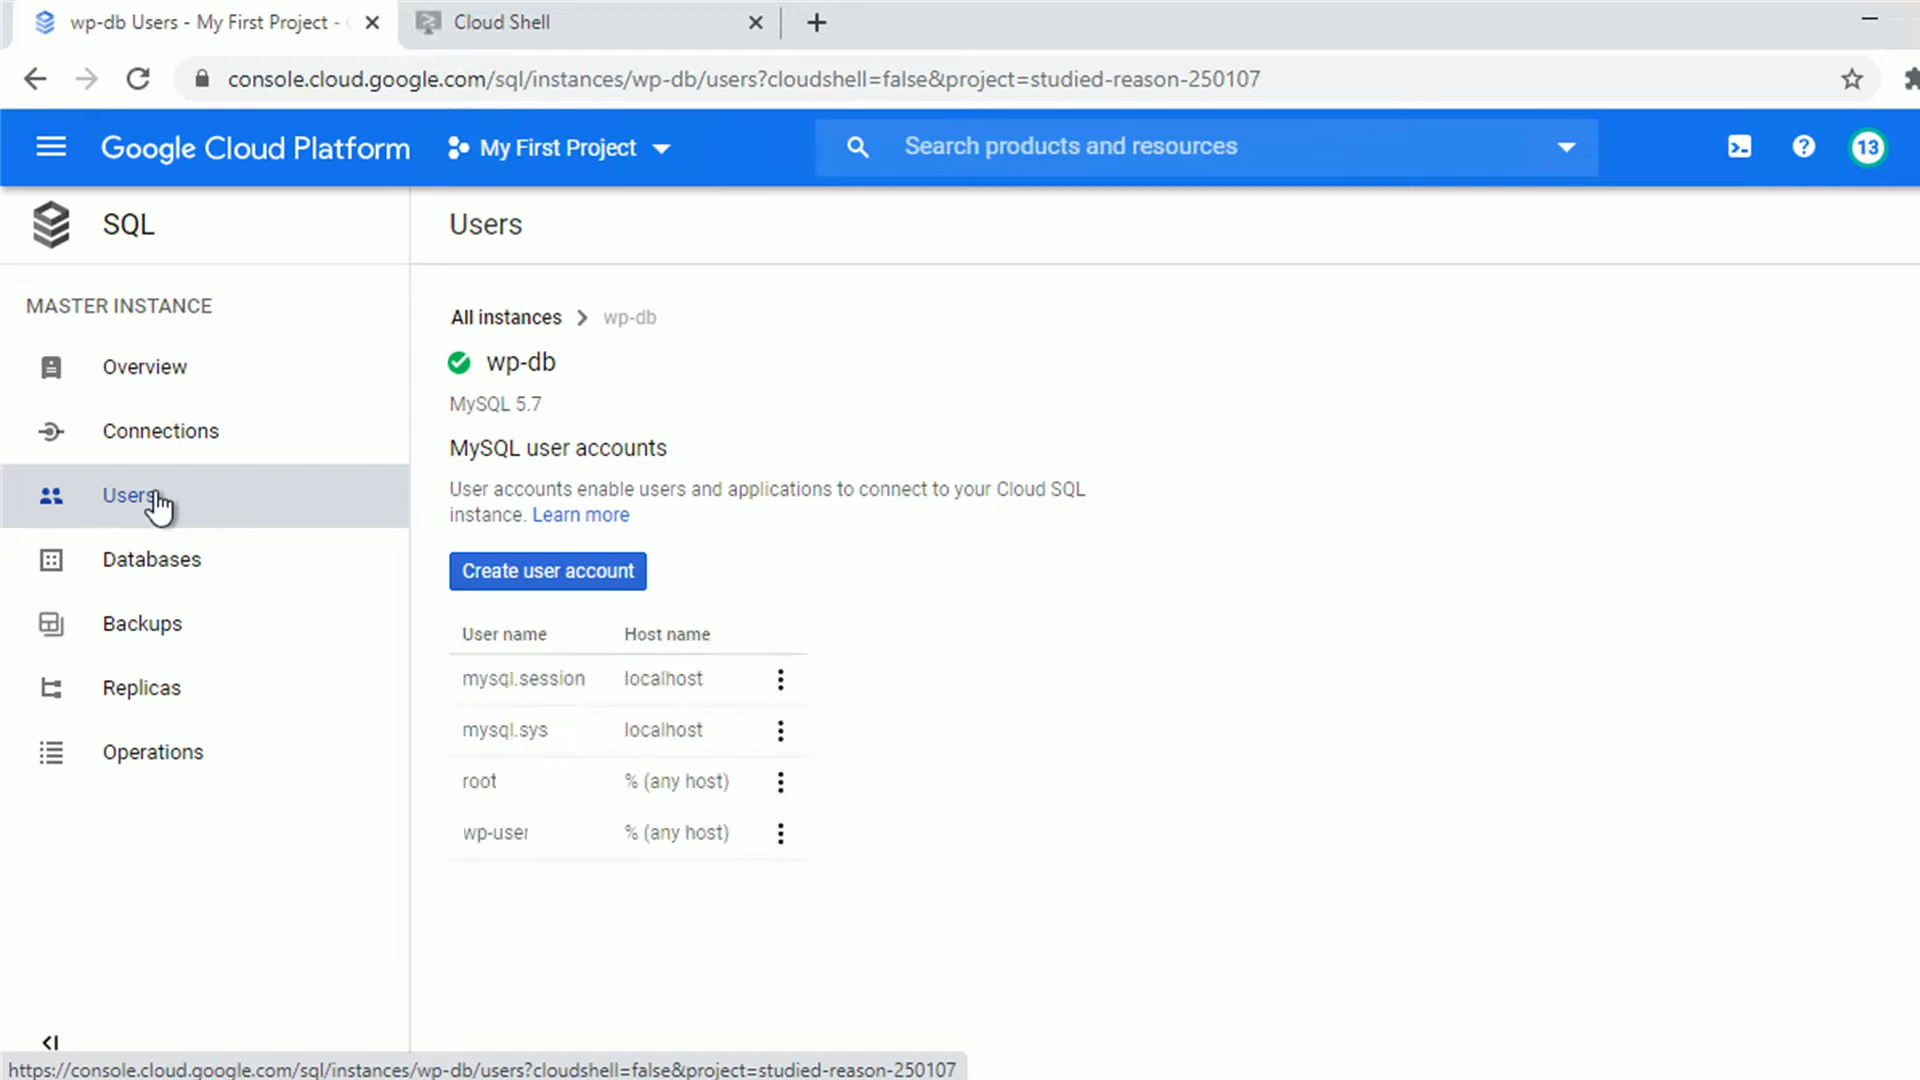 wp-db Users - My First Project -
Cloud Shell
console.cloud.google.com/sql/instances/wp-db/users?cloudshell=false&project=studied-reason-250107
Google Cloud Platform
My First Project
Search products and resources
13
SQL
Users
MASTER INSTANCE
Overview
Connections
Users
Databases
Backups
Replicas
Operations
All instances
wp-db
wp-db
MySQL 5.7
MySQL user accounts
User accounts enable users and applications to connect to your Cloud SQL
instance. Learn more
Create user account
User name Host name
mysql.session localhost
mysql.sys localhost
root % (any host)
wp-user % (any host)
https://console.cloud.google.com/sql/instances/wp-db/users?cloudshell=false&project=studied-reason-250107